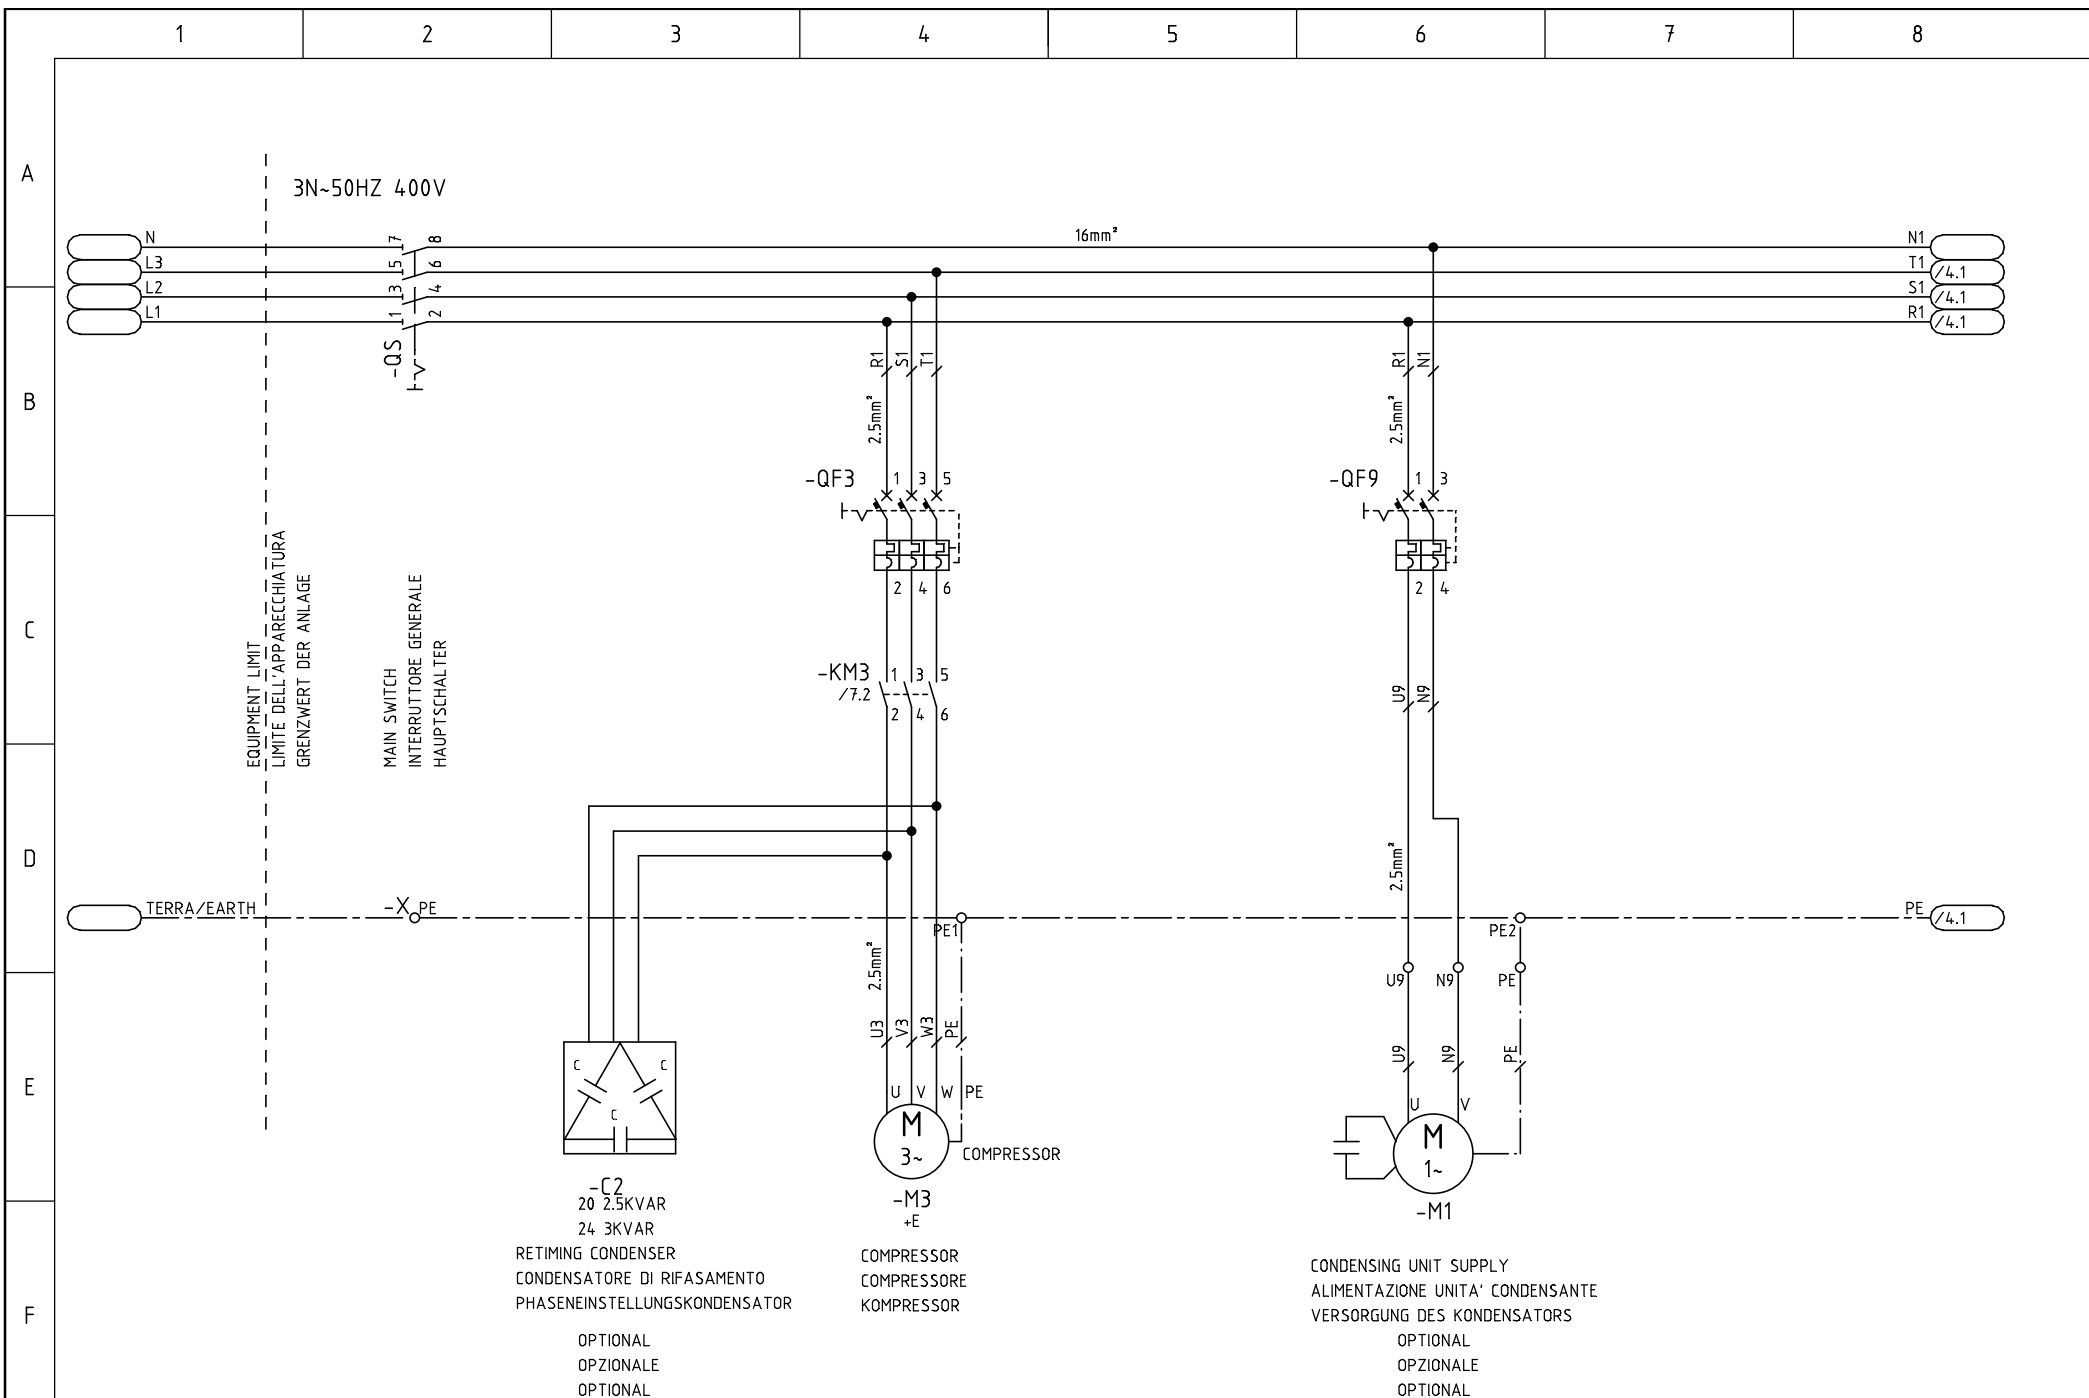 1 2 3 4 5 6 7 8
A
3N~50HZ 400V
N 7 8 16mm² N1
L3 5 6 T1 /4.1
L2 3 4 S1 /4.1
L1 1 2 R1 /4.1
-QS
R1 S1 T1
R1 N1
B
2.5mm²
2.5mm²
-QF3 1 3 5
-QF9 1 3
2 4 6
2 4
C
EQUIPMENT LIMIT
LIMITE DELL'APPARECCHIATURA
GRENZWERT DER ANLAGE
MAIN SWITCH
INTERRUTTORE GENERALE
HAUPTSCHALTER
-KM3 1 3 5
/7.2
2 4 6
U9 N9
D
2.5mm²
TERRA/EARTH -X PE PE /4.1
PE1
PE2
2.5mm²
U9 N9 PE
U3 V3 W3 PE
U9 N9 PE
E
C C
C
U V W PE
U V
M
3~
COMPRESSOR
M
1~
-C2
20 2.5KVAR
24 3KVAR
RETIMING CONDENSER
CONDENSATORE DI RIFASAMENTO
PHASENEINSTELLUNGSKONDENSATOR
OPTIONAL
OPZIONALE
OPTIONAL
-M3
+E
COMPRESSOR
COMPRESSORE
KOMPRESSOR
-M1
CONDENSING UNIT SUPPLY
ALIMENTAZIONE UNITA' CONDENSANTE
VERSORGUNG DES KONDENSATORS
OPTIONAL
OPZIONALE
OPTIONAL
F